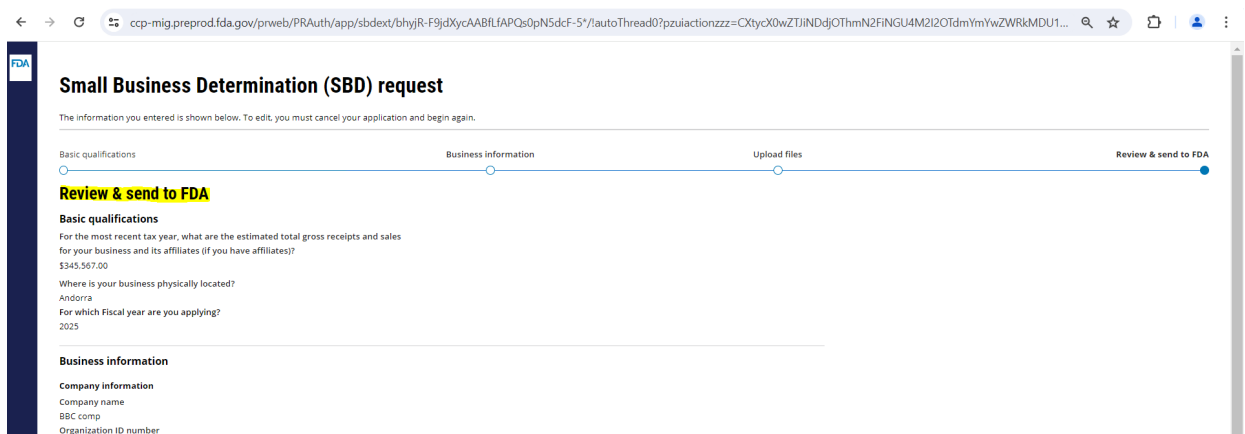 ccp-mig.preprod.fda.gov/prweb/PRAuth/app/sbdext/bhyjR-F9jdXycAABfLfAPQs0pN5dcF-5*/!autoThread0?pzuiactionzzz=CXtycX0wZTJiNDdjOThmN2FiNGU4M2I2OTdmYmYwZWRkMDU1...
FDA
Small Business Determination (SBD) request
The information you entered is shown below. To edit, you must cancel your application and begin again.
Basic qualifications Business information Upload files Review & send to FDA
Review & send to FDA
Basic qualifications
For the most recent tax year, what are the estimated total gross receipts and sales
for your business and its affiliates (if you have affiliates)?
$345,567.00
Where is your business physically located?
Andorra
For which Fiscal year are you applying?
2025
Business information
Company information
Company name
BBC comp
Organization ID number